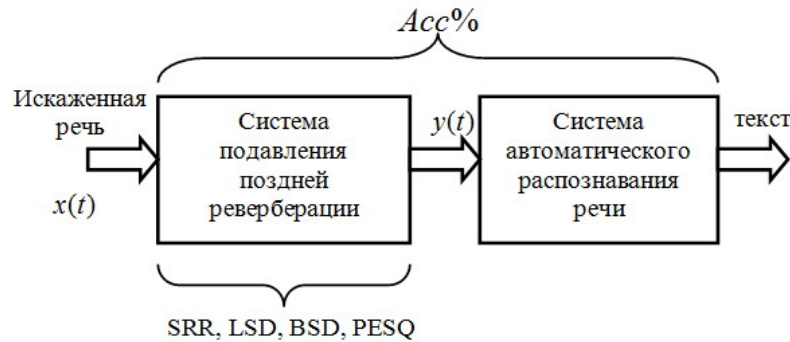 Acc%
Искаженная
речь
x(t)
Система
подавления
поздней
реверберации
y(t)
Система
автоматического
распознавания
речи
текст
SRR, LSD, BSD, PESQ